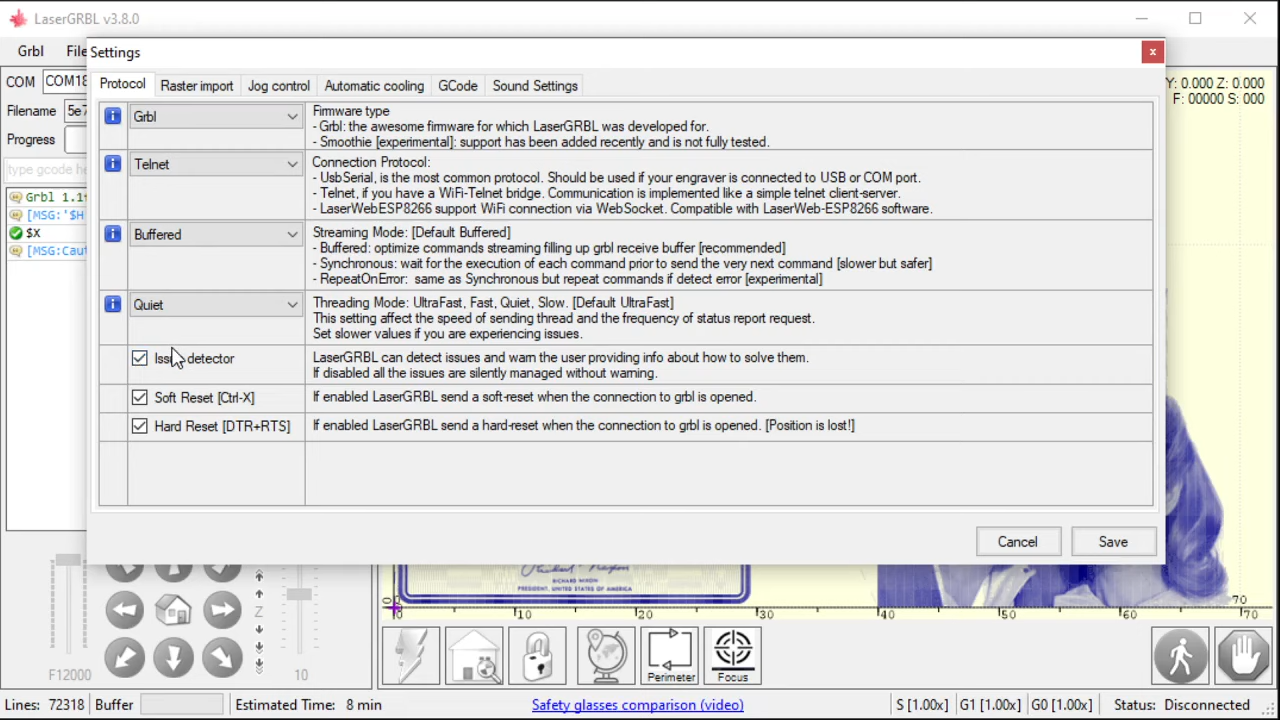 LaserGRBL v3.8.0
Grbl
Settings
COM
Filename
Progress
type gcode
Grbl
[MSG:'$H
$X
Protocol Raster import Jog control Automatic cooling GCode Sound Settings
Grbl
Firmware type
- Grbl: the awesome firmware for which LaserGRBL was developed for.
- Smoothie [experimental]: support has been added recently and is not fully tested.
Telnet
Connection Protocol:
- UsbSerial, is the most common protocol. Should be used if your engraver is connected to USB or COM port.
- Telnet, if you have a WiFi-Telnet bridge. Communication is implemented like a simple telnet client-server.
- LaserWebESP8266 support WiFi connection via WebSocket. Compatible with LaserWeb-ESP8266 software.
Buffered
Streaming Mode: [Default Buffered]
- Buffered: optimize commands streaming filling up grbl receive buffer [recommended]
- Synchronous: wait for the execution of each command prior to send the very next command [slower but safer]
- RepeatOnError: same as Synchronous but repeat commands if detect error [experimental]
Quiet
Threading Mode: UltraFast, Fast, Quiet, Slow. [Default UltraFast]
This setting affect the speed of sending thread and the frequency of status report request.
Set slower values if you are experiencing issues.
detector
LaserGRBL can detect issues and warn the user providing info about how to solve them.
If disabled all the issues are silently managed without warning.
Soft Reset [Ctrl-X]
If enabled LaserGRBL send a soft-reset when the connection to grbl is opened.
Hard Reset [DTR+RTS]
If enabled LaserGRBL send a hard-reset when the connection to grbl is opened. [Position is lost!]
Cancel Save
Y: 0.000 Z: 0.000
F: 00000 S: 000
RICHARD NIXON
PRESIDENT, UNITED STATES OF AMERICA
10 20 30 40 50 60 70
70
Z
F12000
10
Perimeter
Focus
Lines: 72318 Buffer Estimated Time: 8 min Safety glasses comparison (video) S [1.00x] G1 [1.00x] G0 [1.00x] Status: Disconnected